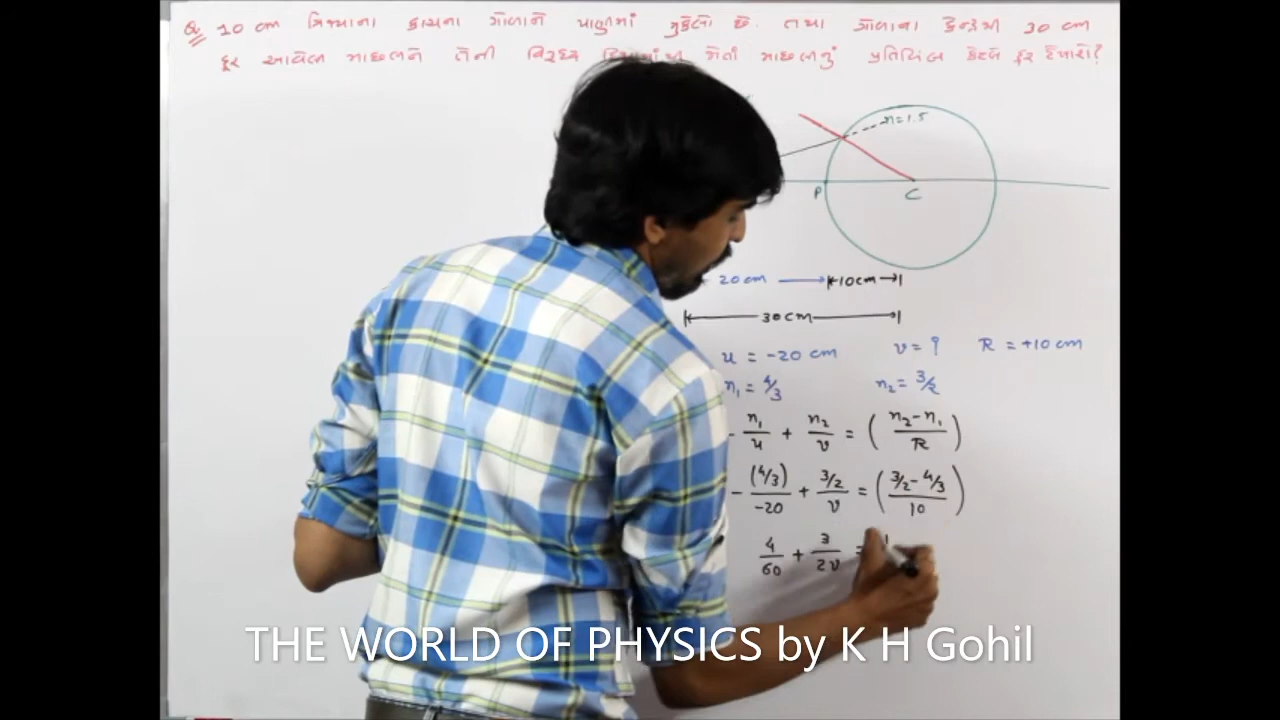 Q 10 cm ત્રિજ્યાના કાચના ગોળાને પાણીમાં મુકેલો છે. તથા ગોળાના કેન્દ્રથી 30 cm
દૂર આવેલ માછલીને તેની વિરુદ્ધ જોતાં માછલીનું પ્રતિબિંબ કેટલે દૂર દેખાશે?
n=1.5
P C
20 cm 10cm
30cm
u = -20 cm v = ? R = +10 cm
n₁ = 4/3 n₂ = 3/2
- n₁/u + n₂/v = ( n₂-n₁/R )
- (4/3)/-20 + 3/2/v = ( 3/2-4/3/10 )
4/60 + 3/2v = 1
THE WORLD OF PHYSICS by K H Gohil